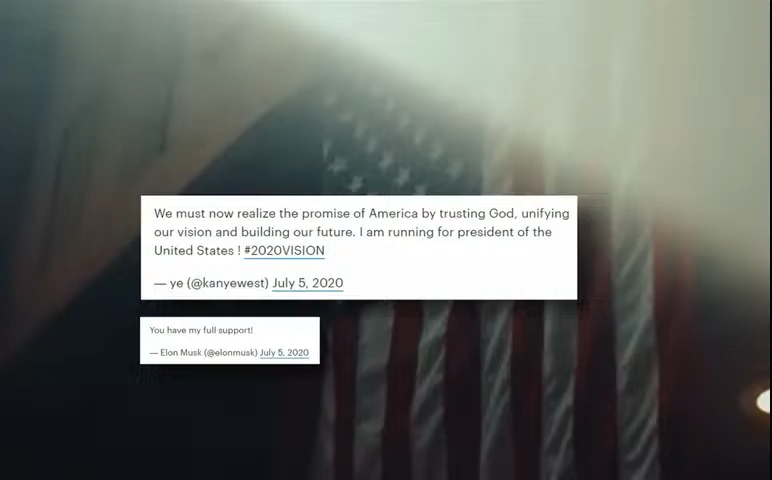 We must now realize the promise of America by trusting God, unifying
our vision and building our future. I am running for president of the
United States ! #2020VISION
— ye (@kanyewest) July 5, 2020
You have my full support!
— Elon Musk (@elonmusk) July 5, 2020